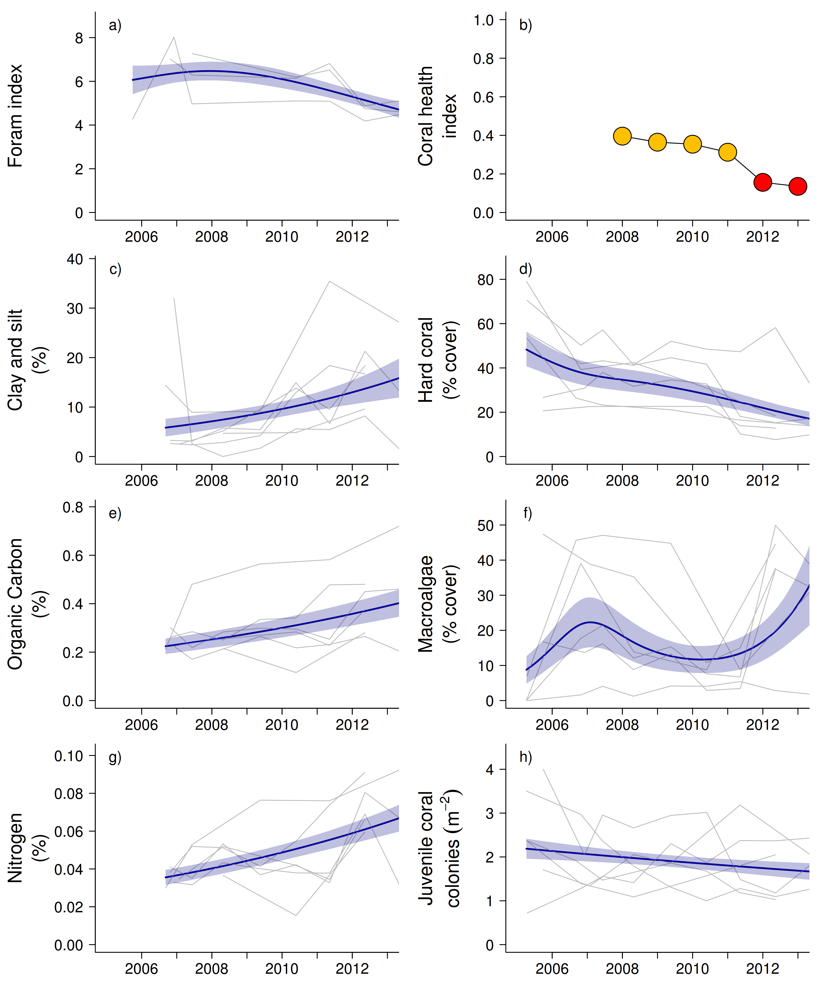 a)
Foram index
8
6
4
2
0
2006 2008 2010 2012
b)
Coral health
index
1.0
0.8
0.6
0.4
0.2
0.0
2006 2008 2010 2012
c)
Clay and silt
(%)
40
30
20
10
0
2006 2008 2010 2012
d)
Hard coral
(% cover)
80
60
40
20
0
2006 2008 2010 2012
e)
Organic Carbon
(%)
0.8
0.6
0.4
0.2
0.0
2006 2008 2010 2012
f)
Macroalgae
(% cover)
50
40
30
20
10
0
2006 2008 2010 2012
g)
Nitrogen
(%)
0.10
0.08
0.06
0.04
0.02
0.00
2006 2008 2010 2012
h)
Juvenile coral
colonies (m⁻²)
4
3
2
1
0
2006 2008 2010 2012